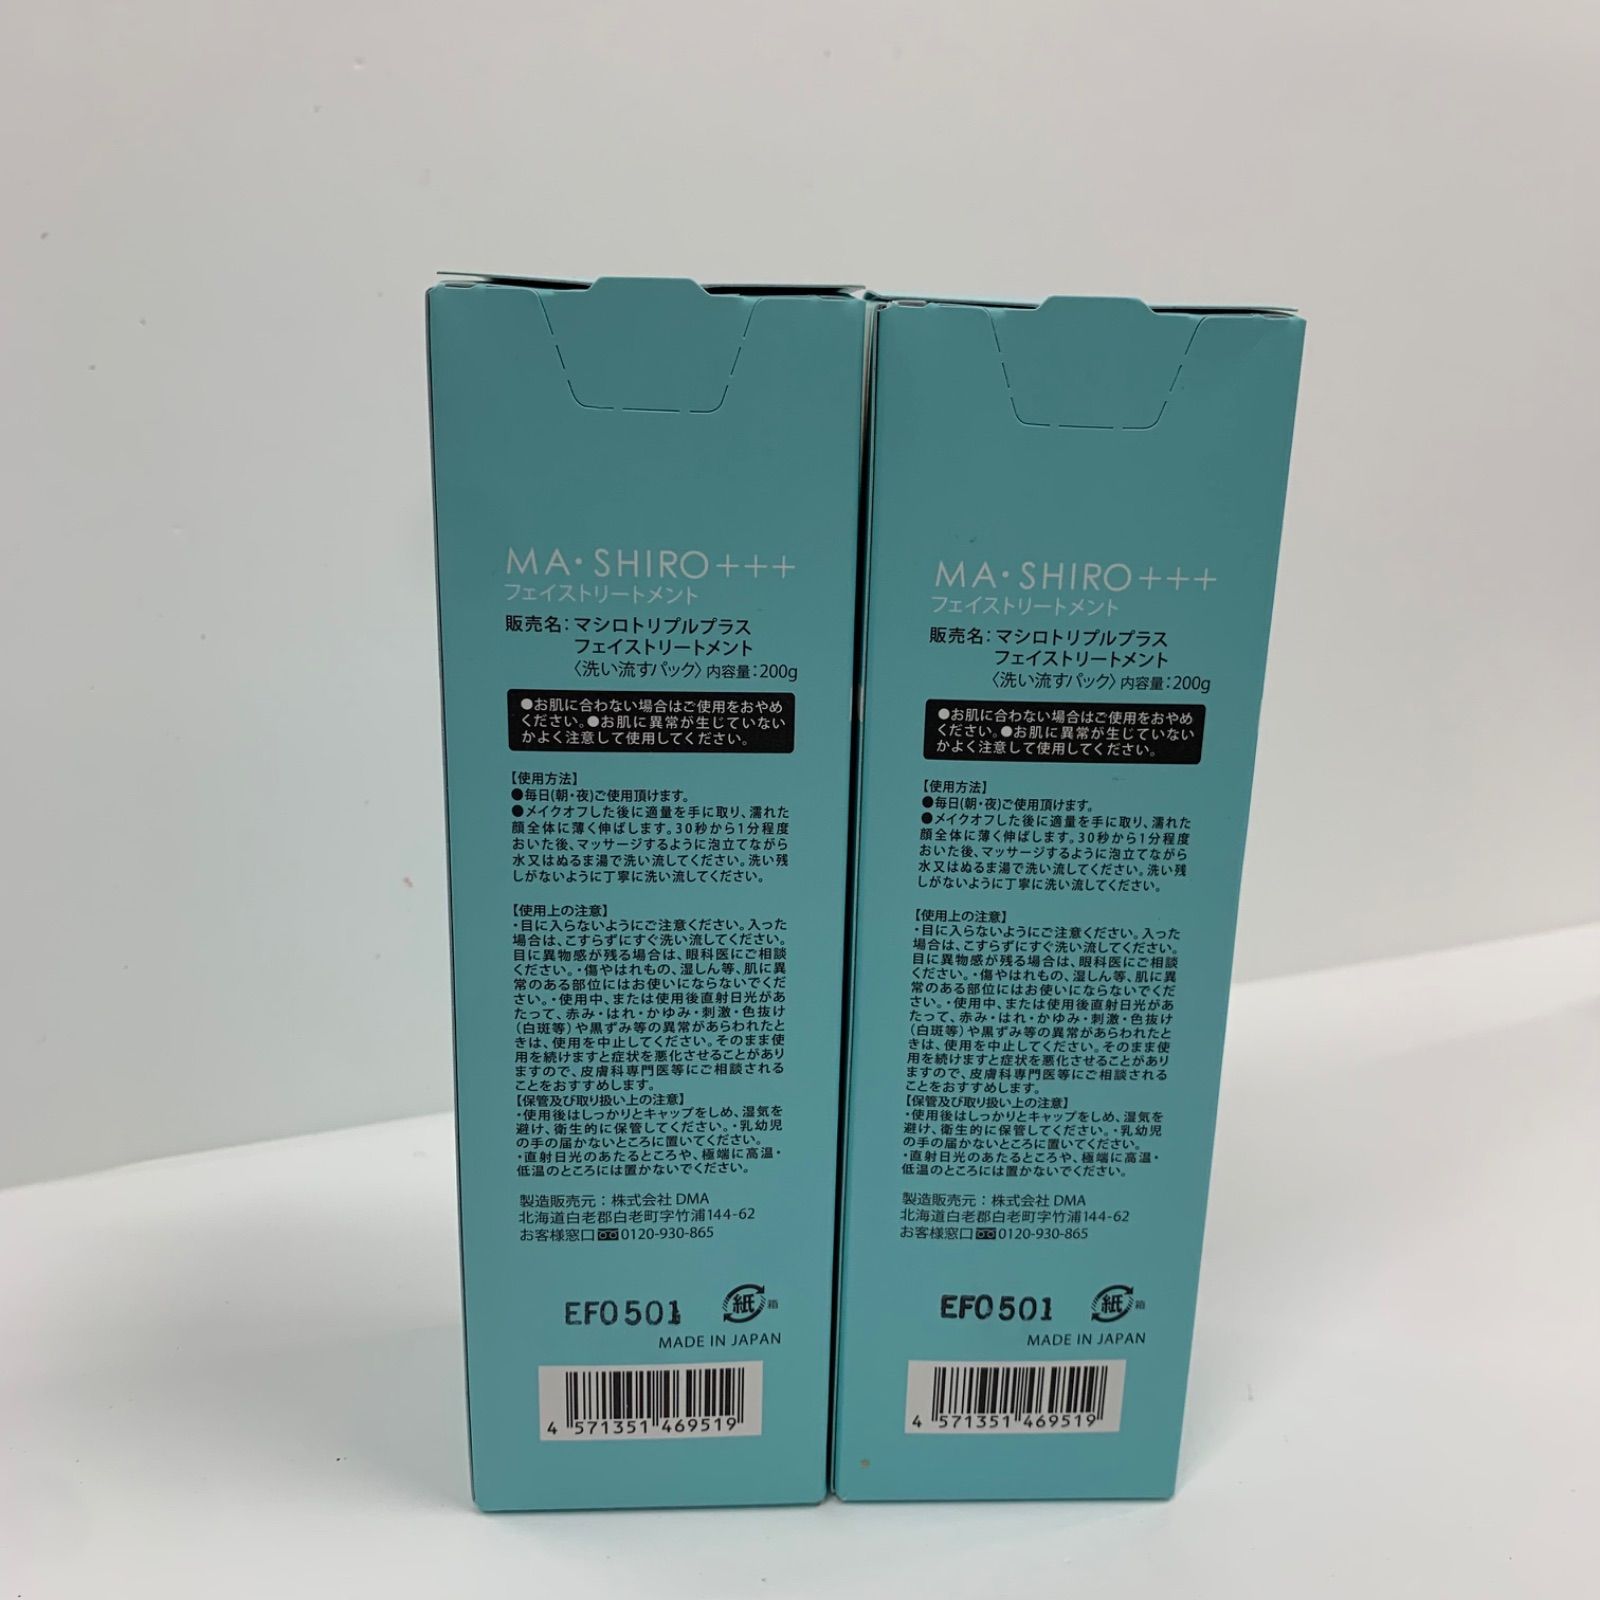 MA・SHIRO+++
フェイストリートメント
販売名：マシロトリプルプラス
フェイストリートメント
〈洗い流すパック〉内容量：200g
●お肌に合わない場合はご使用をおやめ
ください。●お肌に異常が生じていない
かよく注意して使用してください。
【使用方法】
●毎日(朝・夜)ご使用頂けます。
●メイクオフした後に適量を手に取り、濡れた
顔全体に薄く伸ばします。30秒から1分程度
おいた後、マッサージするように泡立てながら
水又はぬるま湯で洗い流してください。洗い残
しがないように丁寧に洗い流してください。
【使用上の注意】
・目に入らないようにご注意ください。入った
場合は、こすらずにすぐ洗い流してください。
目に異物感が残る場合は、眼科医にご相談
ください。・傷やはれもの、湿しん等、肌に異
常のある部位にはお使いにならないでくだ
さい。・使用中、または使用後直射日光があ
たって、赤み・はれ・かゆみ・刺激・色抜け
（白斑等）や黒ずみ等の異常があらわれたと
きは、使用を中止してください。そのまま使
用を続けますと症状を悪化させることがあり
ますので、皮膚科専門医等にご相談される
ことをおすすめします。
【保管及び取り扱い上の注意】
・使用後はしっかりとキャップをしめ、湿気を
避け、衛生的に保管してください。・乳幼児
の手の届かないところに置いてください。
・直射日光のあたるところや、極端に高温・
低温のところには置かないでください。
製造販売元：株式会社 DMA
北海道白老郡白老町字竹浦144-62
お客様窓口 0120-930-865
EF0501
紙 箱
MADE IN JAPAN
4 571351 469519
MA・SHIRO+++
フェイストリートメント
販売名：マシロトリプルプラス
フェイストリートメント
〈洗い流すパック〉内容量：200g
●お肌に合わない場合はご使用をおやめ
ください。●お肌に異常が生じていない
かよく注意して使用してください。
【使用方法】
●毎日(朝・夜)ご使用頂けます。
●メイクオフした後に適量を手に取り、濡れた
顔全体に薄く伸ばします。30秒から1分程度
おいた後、マッサージするように泡立てながら
水又はぬるま湯で洗い流してください。洗い残
しがないように丁寧に洗い流してください。
【使用上の注意】
・目に入らないようにご注意ください。入った
場合は、こすらずにすぐ洗い流してください。
目に異物感が残る場合は、眼科医にご相談
ください。・傷やはれもの、湿しん等、肌に異
常のある部位にはお使いにならないでくだ
さい。・使用中、または使用後直射日光があ
たって、赤み・はれ・かゆみ・刺激・色抜け
（白斑等）や黒ずみ等の異常があらわれたと
きは、使用を中止してください。そのまま使
用を続けますと症状を悪化させることがあり
ますので、皮膚科専門医等にご相談される
ことをおすすめします。
【保管及び取り扱い上の注意】
・使用後はしっかりとキャップをしめ、湿気を
避け、衛生的に保管してください。・乳幼児
の手の届かないところに置いてください。
・直射日光のあたるところや、極端に高温・
低温のところには置かないでください。
製造販売元：株式会社 DMA
北海道白老郡白老町字竹浦144-62
お客様窓口 0120-930-865
EF0501
紙 箱
MADE IN JAPAN
4 571351 469519